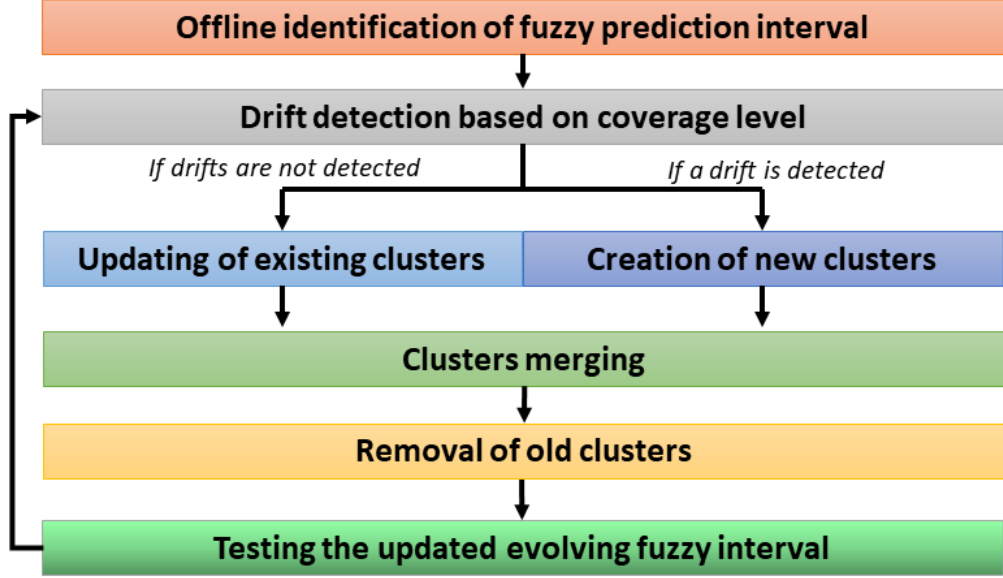 Offline identification of fuzzy prediction interval
Drift detection based on coverage level
If drifts are not detected
If a drift is detected
Updating of existing clusters
Creation of new clusters
Clusters merging
Removal of old clusters
Testing the updated evolving fuzzy interval